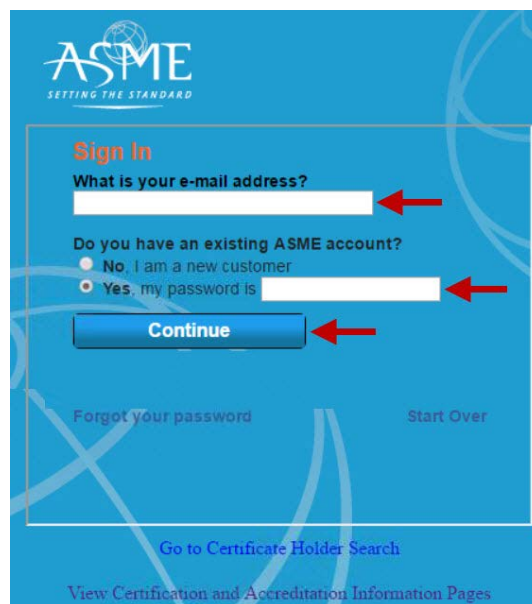 ASME
SETTING THE STANDARD
Sign In
What is your e-mail address?
Do you have an existing ASME account?
No, I am a new customer
Yes, my password is
Continue
Forgot your password Start Over
Go to Certificate Holder Search
View Certification and Accreditation Information Pages